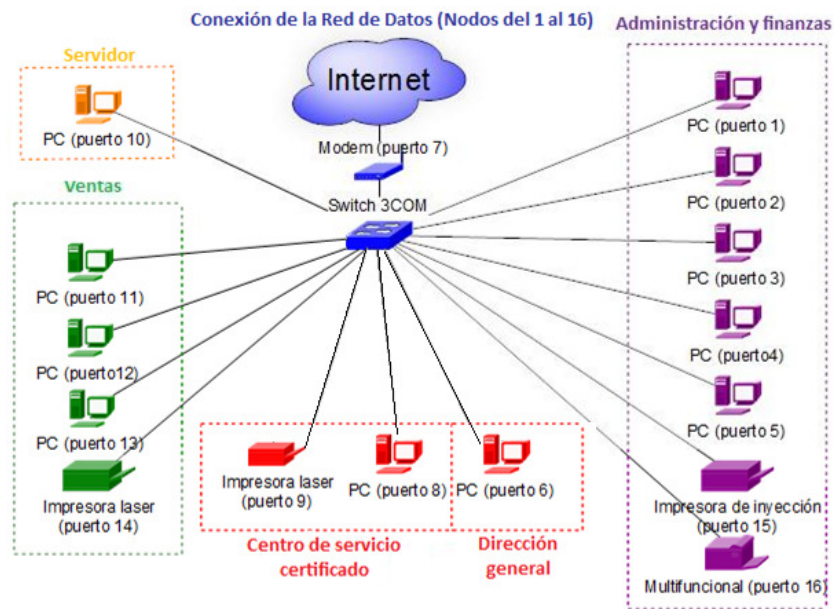 Conexión de la Red de Datos (Nodos del 1 al 16)
Servidor
PC (puerto 10)
Internet
Modem (puerto 7)
Switch 3COM
Ventas
PC (puerto 11)
PC (puerto12)
PC (puerto 13)
Impresora laser
(puerto 14)
Impresora laser
(puerto 9)
PC (puerto 8)
Centro de servicio
certificado
PC (puerto 6)
Dirección
general
Administración y finanzas
PC (puerto 1)
PC (puerto 2)
PC (puerto 3)
PC (puerto4)
PC (puerto 5)
Impresora de inyección
(puerto 15)
Multifuncional (puerto 16)